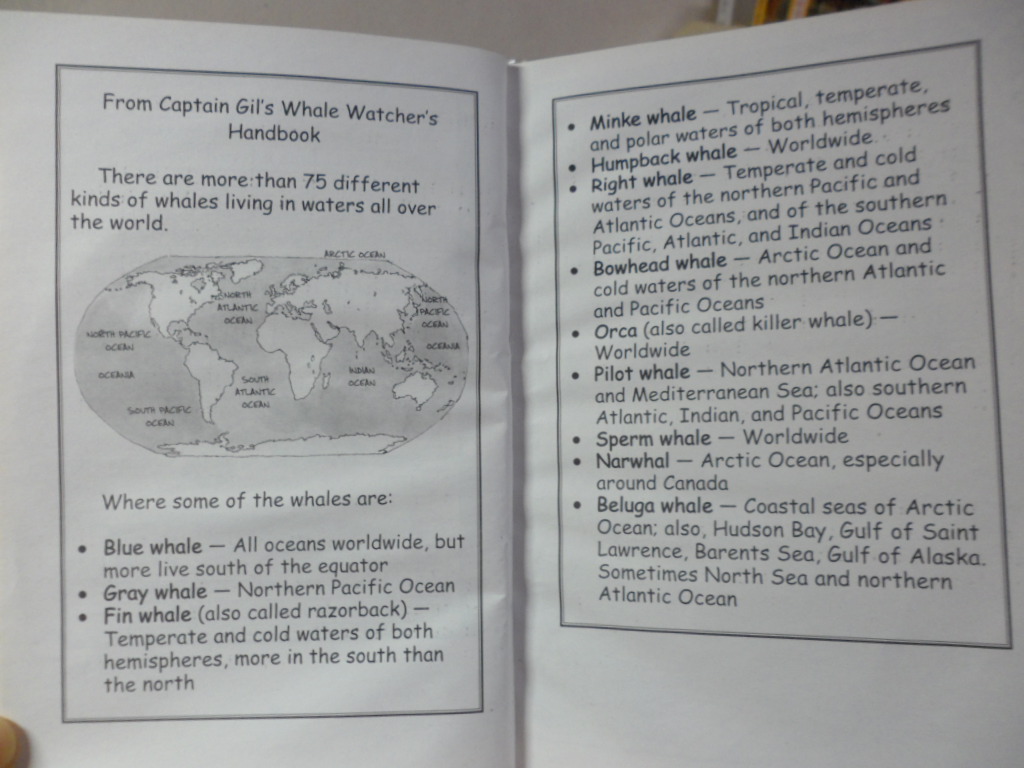 From Captain Gil's Whale Watcher's
Handbook
There are more than 75 different
kinds of whales living in waters all over
the world.
ARCTIC OCEAN
NORTH
ATLANTIC
OCEAN
NORTH
PACIFIC
OCEAN
NORTH PACIFIC
OCEAN
OCEANIA
OCEANIA
INDIAN
OCEAN
SOUTH
ATLANTIC
OCEAN
SOUTH PACIFIC
OCEAN
Where some of the whales are:
• Blue whale — All oceans worldwide, but
more live south of the equator
• Gray whale — Northern Pacific Ocean
• Fin whale (also called razorback) —
Temperate and cold waters of both
hemispheres, more in the south than
the north
• Minke whale — Tropical, temperate,
and polar waters of both hemispheres
• Humpback whale — Worldwide
• Right whale — Temperate and cold
waters of the northern Pacific and
Atlantic Oceans, and of the southern
Pacific, Atlantic, and Indian Oceans
• Bowhead whale — Arctic Ocean and
cold waters of the northern Atlantic
and Pacific Oceans
• Orca (also called killer whale) —
Worldwide
• Pilot whale — Northern Atlantic Ocean
and Mediterranean Sea; also southern
Atlantic, Indian, and Pacific Oceans
• Sperm whale — Worldwide
• Narwhal — Arctic Ocean, especially
around Canada
• Beluga whale — Coastal seas of Arctic
Ocean; also, Hudson Bay, Gulf of Saint
Lawrence, Barents Sea, Gulf of Alaska.
Sometimes North Sea and northern
Atlantic Ocean